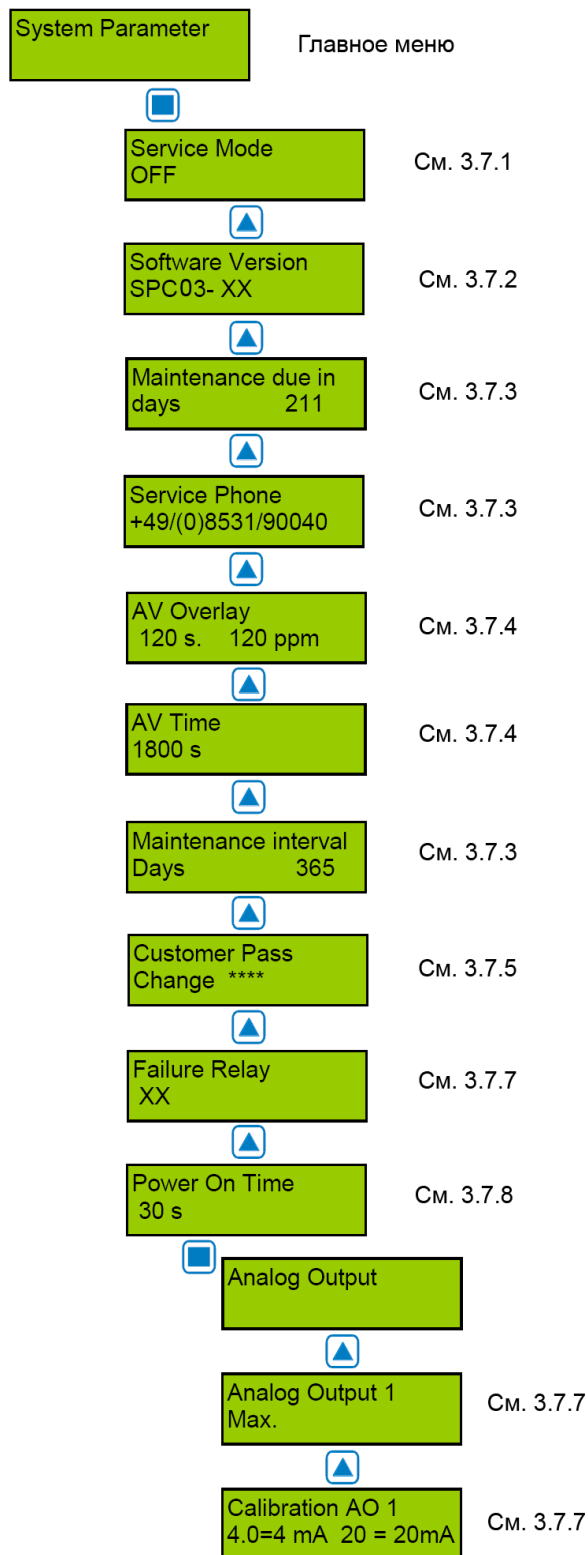 System Parameter
Главное меню
Service Mode
OFF
См. 3.7.1
Software Version
SPC03- XX
См. 3.7.2
Maintenance due in
days 211
См. 3.7.3
Service Phone
+49/(0)8531/90040
См. 3.7.3
AV Overlay
120 s. 120 ppm
См. 3.7.4
AV Time
1800 s
См. 3.7.4
Maintenance interval
Days 365
См. 3.7.3
Customer Pass
Change ****
См. 3.7.5
Failure Relay
XX
См. 3.7.7
Power On Time
30 s
См. 3.7.8
Analog Output
Analog Output 1
Max.
См. 3.7.7
Calibration AO 1
4.0=4 mA 20 = 20mA
См. 3.7.7